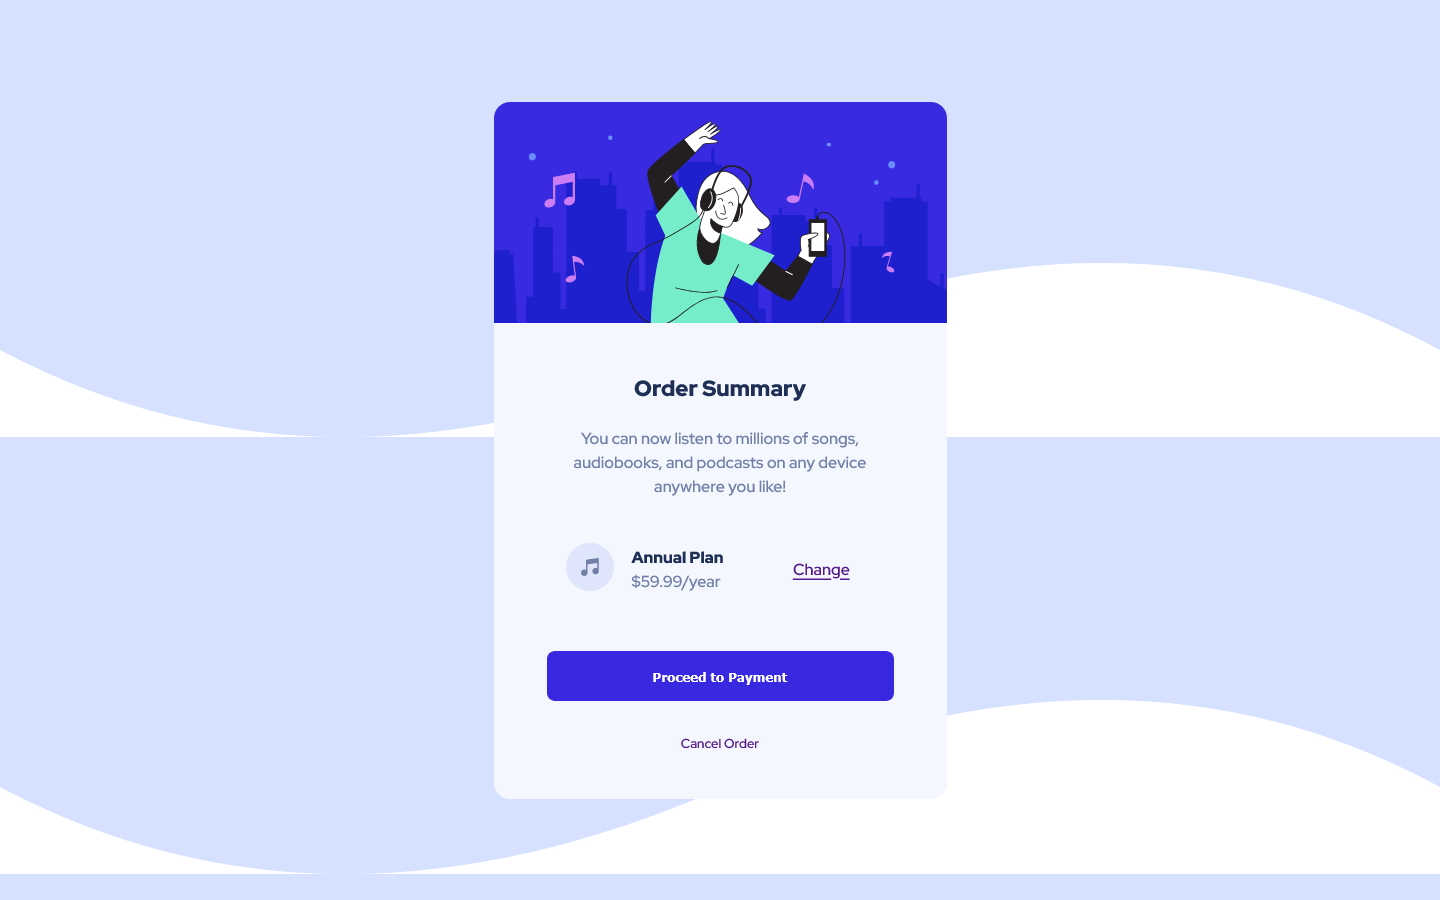 Order Summary
You can now listen to millions of songs,
audiobooks, and podcasts on any device
anywhere you like!
Annual Plan
$59.99/year
Change
Proceed to Payment
Cancel Order